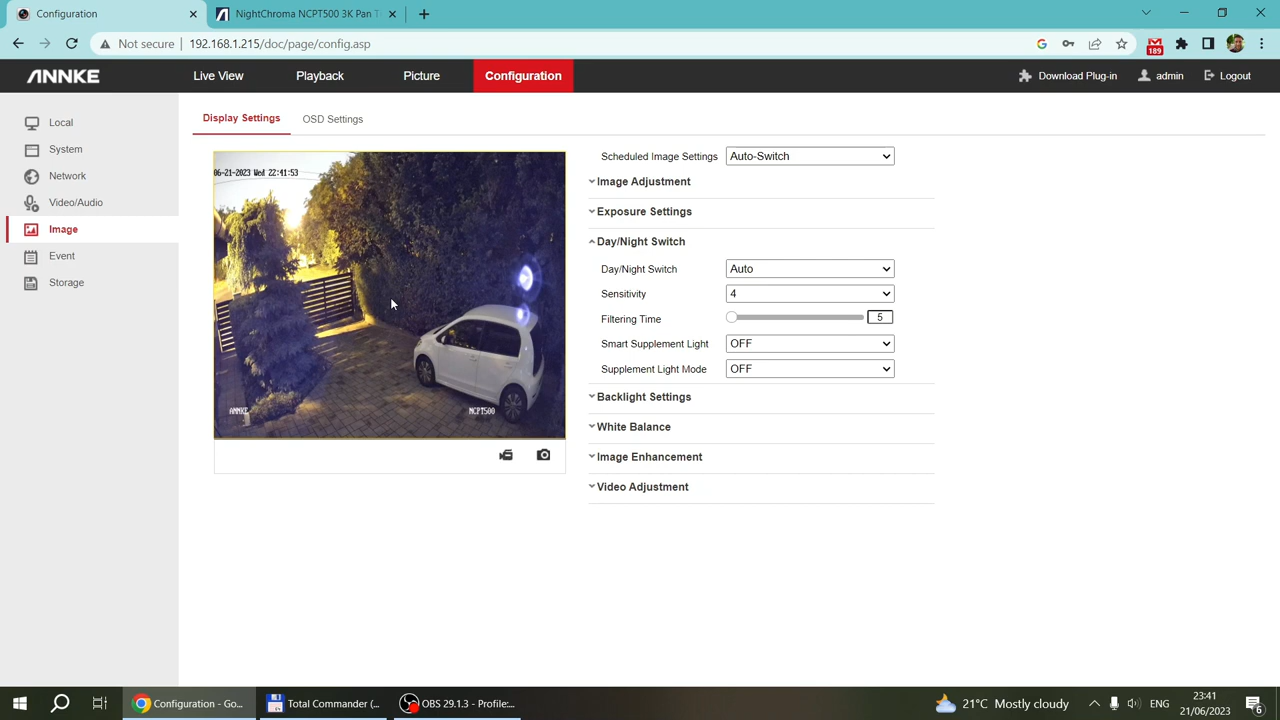 Configuration
NightChroma NCPT500 3K Pan T
Not secure
192.168.1.215/doc/page/config.asp
189
ANNKE
Live View
Playback
Picture
Configuration
Download Plug-in
admin
Logout
Local
System
Network
Video/Audio
Image
Event
Storage
Display Settings
OSD Settings
06-21-2023 Wed 22:41:53
ANNKE
NCPT500
Scheduled Image Settings
Auto-Switch
Image Adjustment
Exposure Settings
Day/Night Switch
Day/Night Switch
Auto
Sensitivity
4
Filtering Time
5
Smart Supplement Light
OFF
Supplement Light Mode
OFF
Backlight Settings
White Balance
Image Enhancement
Video Adjustment
Configuration - Go...
Total Commander (...
OBS 29.1.3 - Profile:...
21°C Mostly cloudy
ENG
23:41
21/06/2023
6